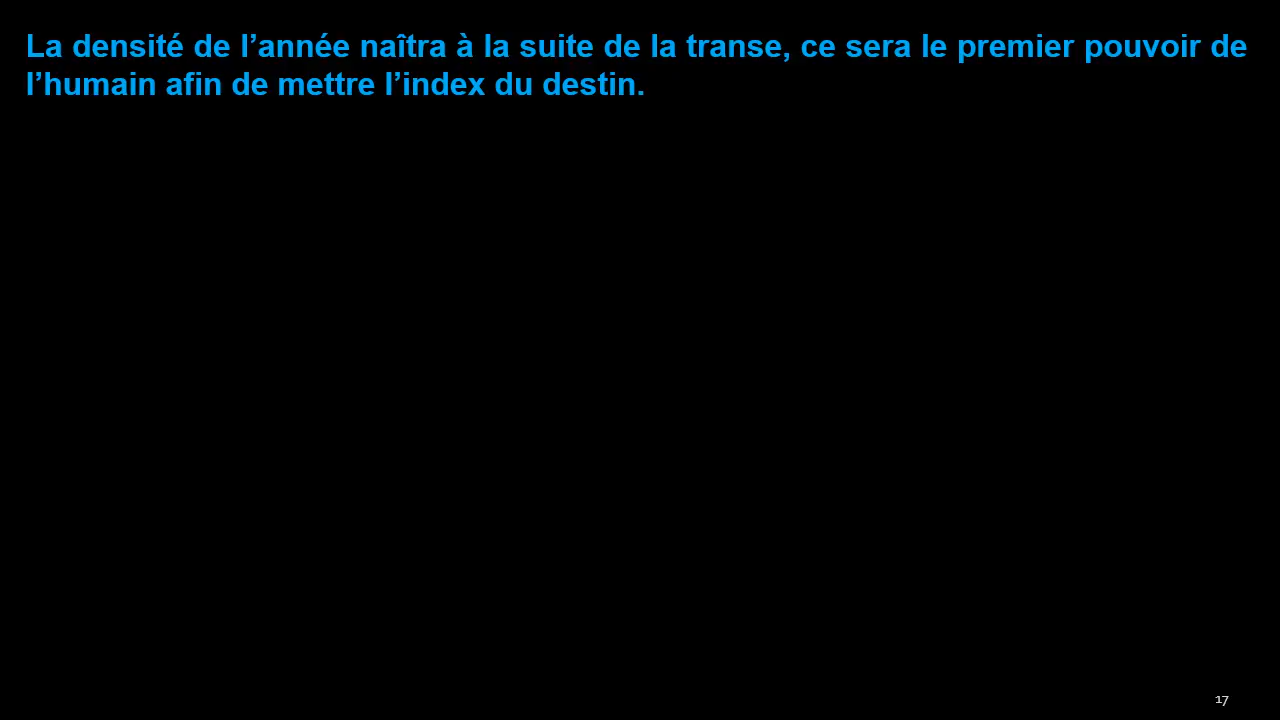 La densité de l’année naîtra à la suite de la transe, ce sera le premier pouvoir de
l’humain afin de mettre l’index du destin.
17